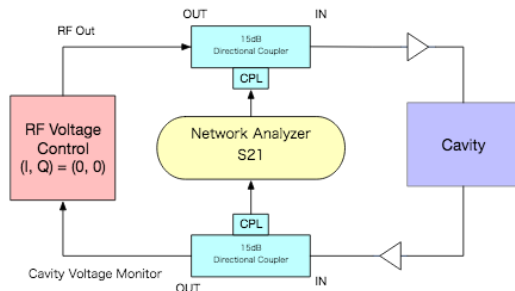 OUT IN
RF Out
15dB
Directional Coupler
CPL
RF Voltage
Control
(I, Q) = (0, 0)
Network Analyzer
S21
Cavity
CPL
15dB
Directional Coupler
Cavity Voltage Monitor
OUT IN